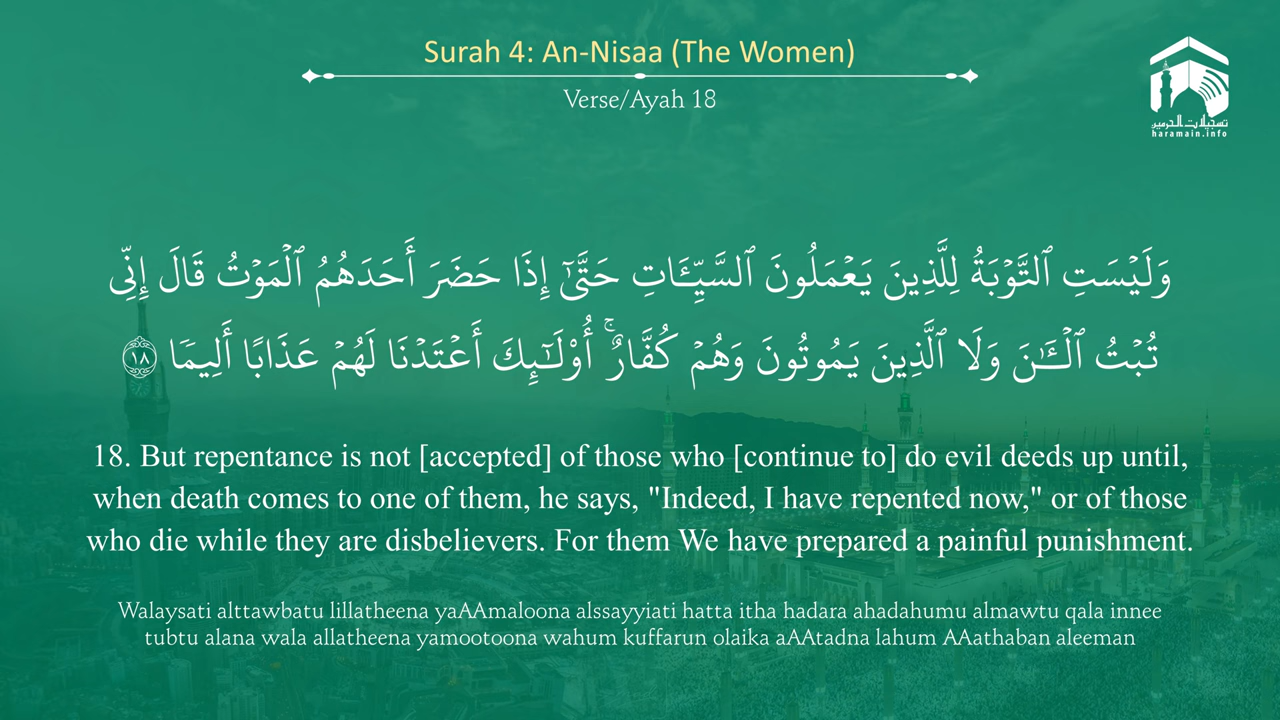 Surah 4: An-Nisaa (The Women)
Verse/Ayah 18
تسجيلات الحرمين
haramain.info
وَلَيْسَتِ ٱلتَّوْبَةُ لِلَّذِينَ يَعْمَلُونَ ٱلسَّيِّـَٔاتِ حَتَّىٰٓ إِذَا حَضَرَ أَحَدَهُمُ ٱلْمَوْتُ قَالَ إِنِّى
تُبْتُ ٱلْـَٰٔنَ وَلَا ٱلَّذِينَ يَمُوتُونَ وَهُمْ كُفَّارٌ ۚ أُو۟لَـٰٓئِكَ أَعْتَدْنَا لَهُمْ عَذَابًا أَلِيمًا ١٨
18. But repentance is not [accepted] of those who [continue to] do evil deeds up until,
when death comes to one of them, he says, "Indeed, I have repented now," or of those
who die while they are disbelievers. For them We have prepared a painful punishment.
Walaysati alttawbatu lillatheena yaAAmaloona alssayyiati hatta itha hadara ahadahumu almawtu qala innee
tubtu alana wala allatheena yamootoona wahum kuffarun olaika aAAtadna lahum AAathaban aleeman